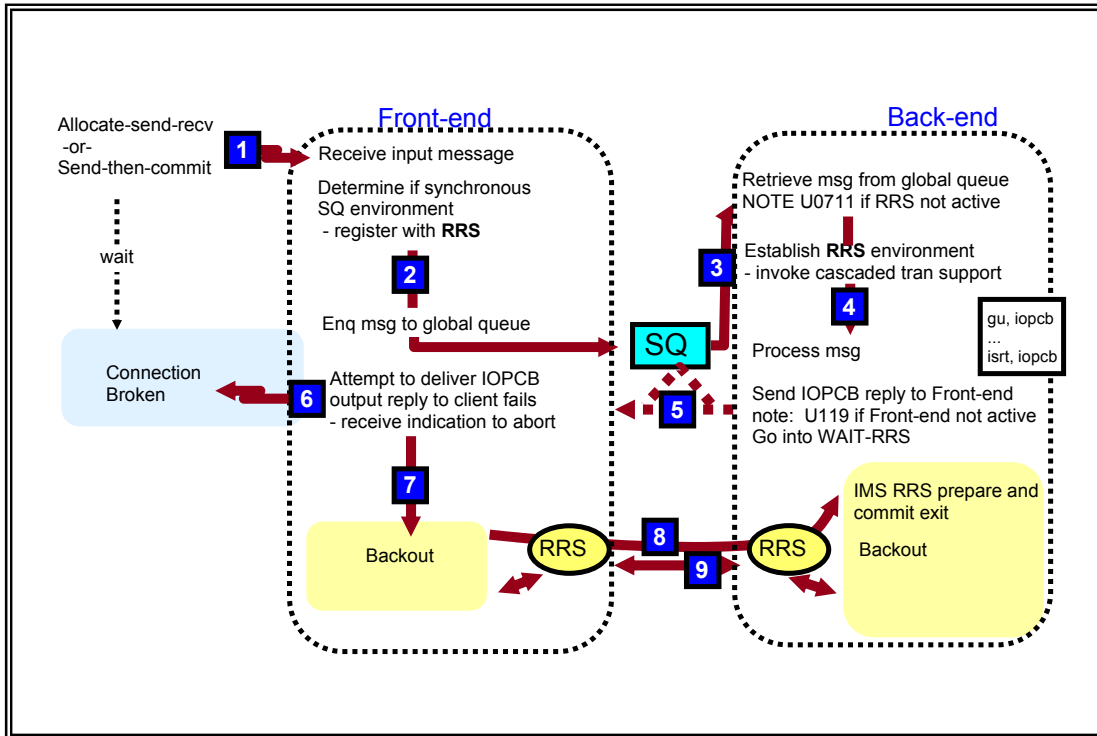 Front-end
Back-end
Allocate-send-recv
-or-
Send-then-commit
1
wait
Receive input message
Determine if synchronous
SQ environment
- register with RRS
2
Enq msg to global queue
SQ
3
Retrieve msg from global queue
NOTE U0711 if RRS not active
Establish RRS environment
- invoke cascaded tran support
4
Process msg
gu, iopcb
...
isrt, iopcb
5
Send IOPCB reply to Front-end
note: U119 if Front-end not active
Go into WAIT-RRS
Connection
Broken
6
Attempt to deliver IOPCB
output reply to client fails
- receive indication to abort
7
Backout
RRS
8
9
RRS
IMS RRS prepare and
commit exit
Backout